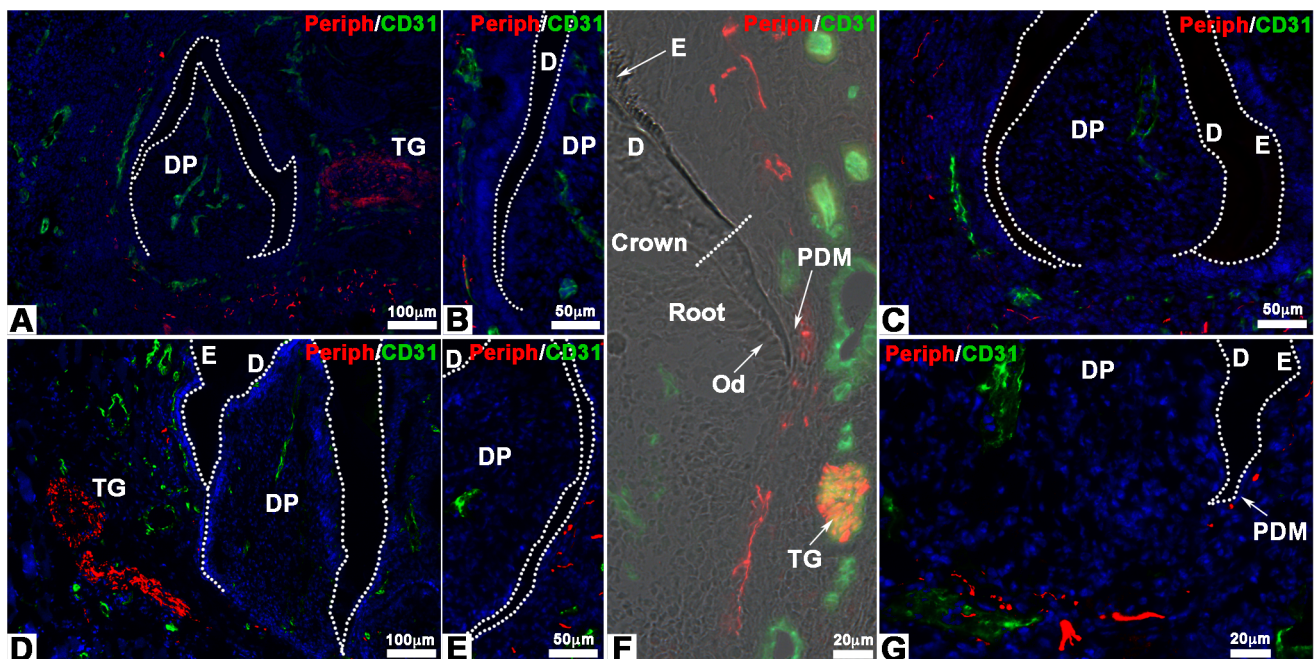 Periph/CD31
DP
TG
A
100µm
Periph/CD31
D
DP
B
50µm
Periph/CD31
E
D
Crown
PDM
Root
Od
TG
F
20µm
Periph/CD31
DP
D
E
C
50µm
Periph/CD31
E
D
TG
DP
D
100µm
Periph/CD31
D
DP
E
50µm
Periph/CD31
DP
D
E
PDM
G
20µm